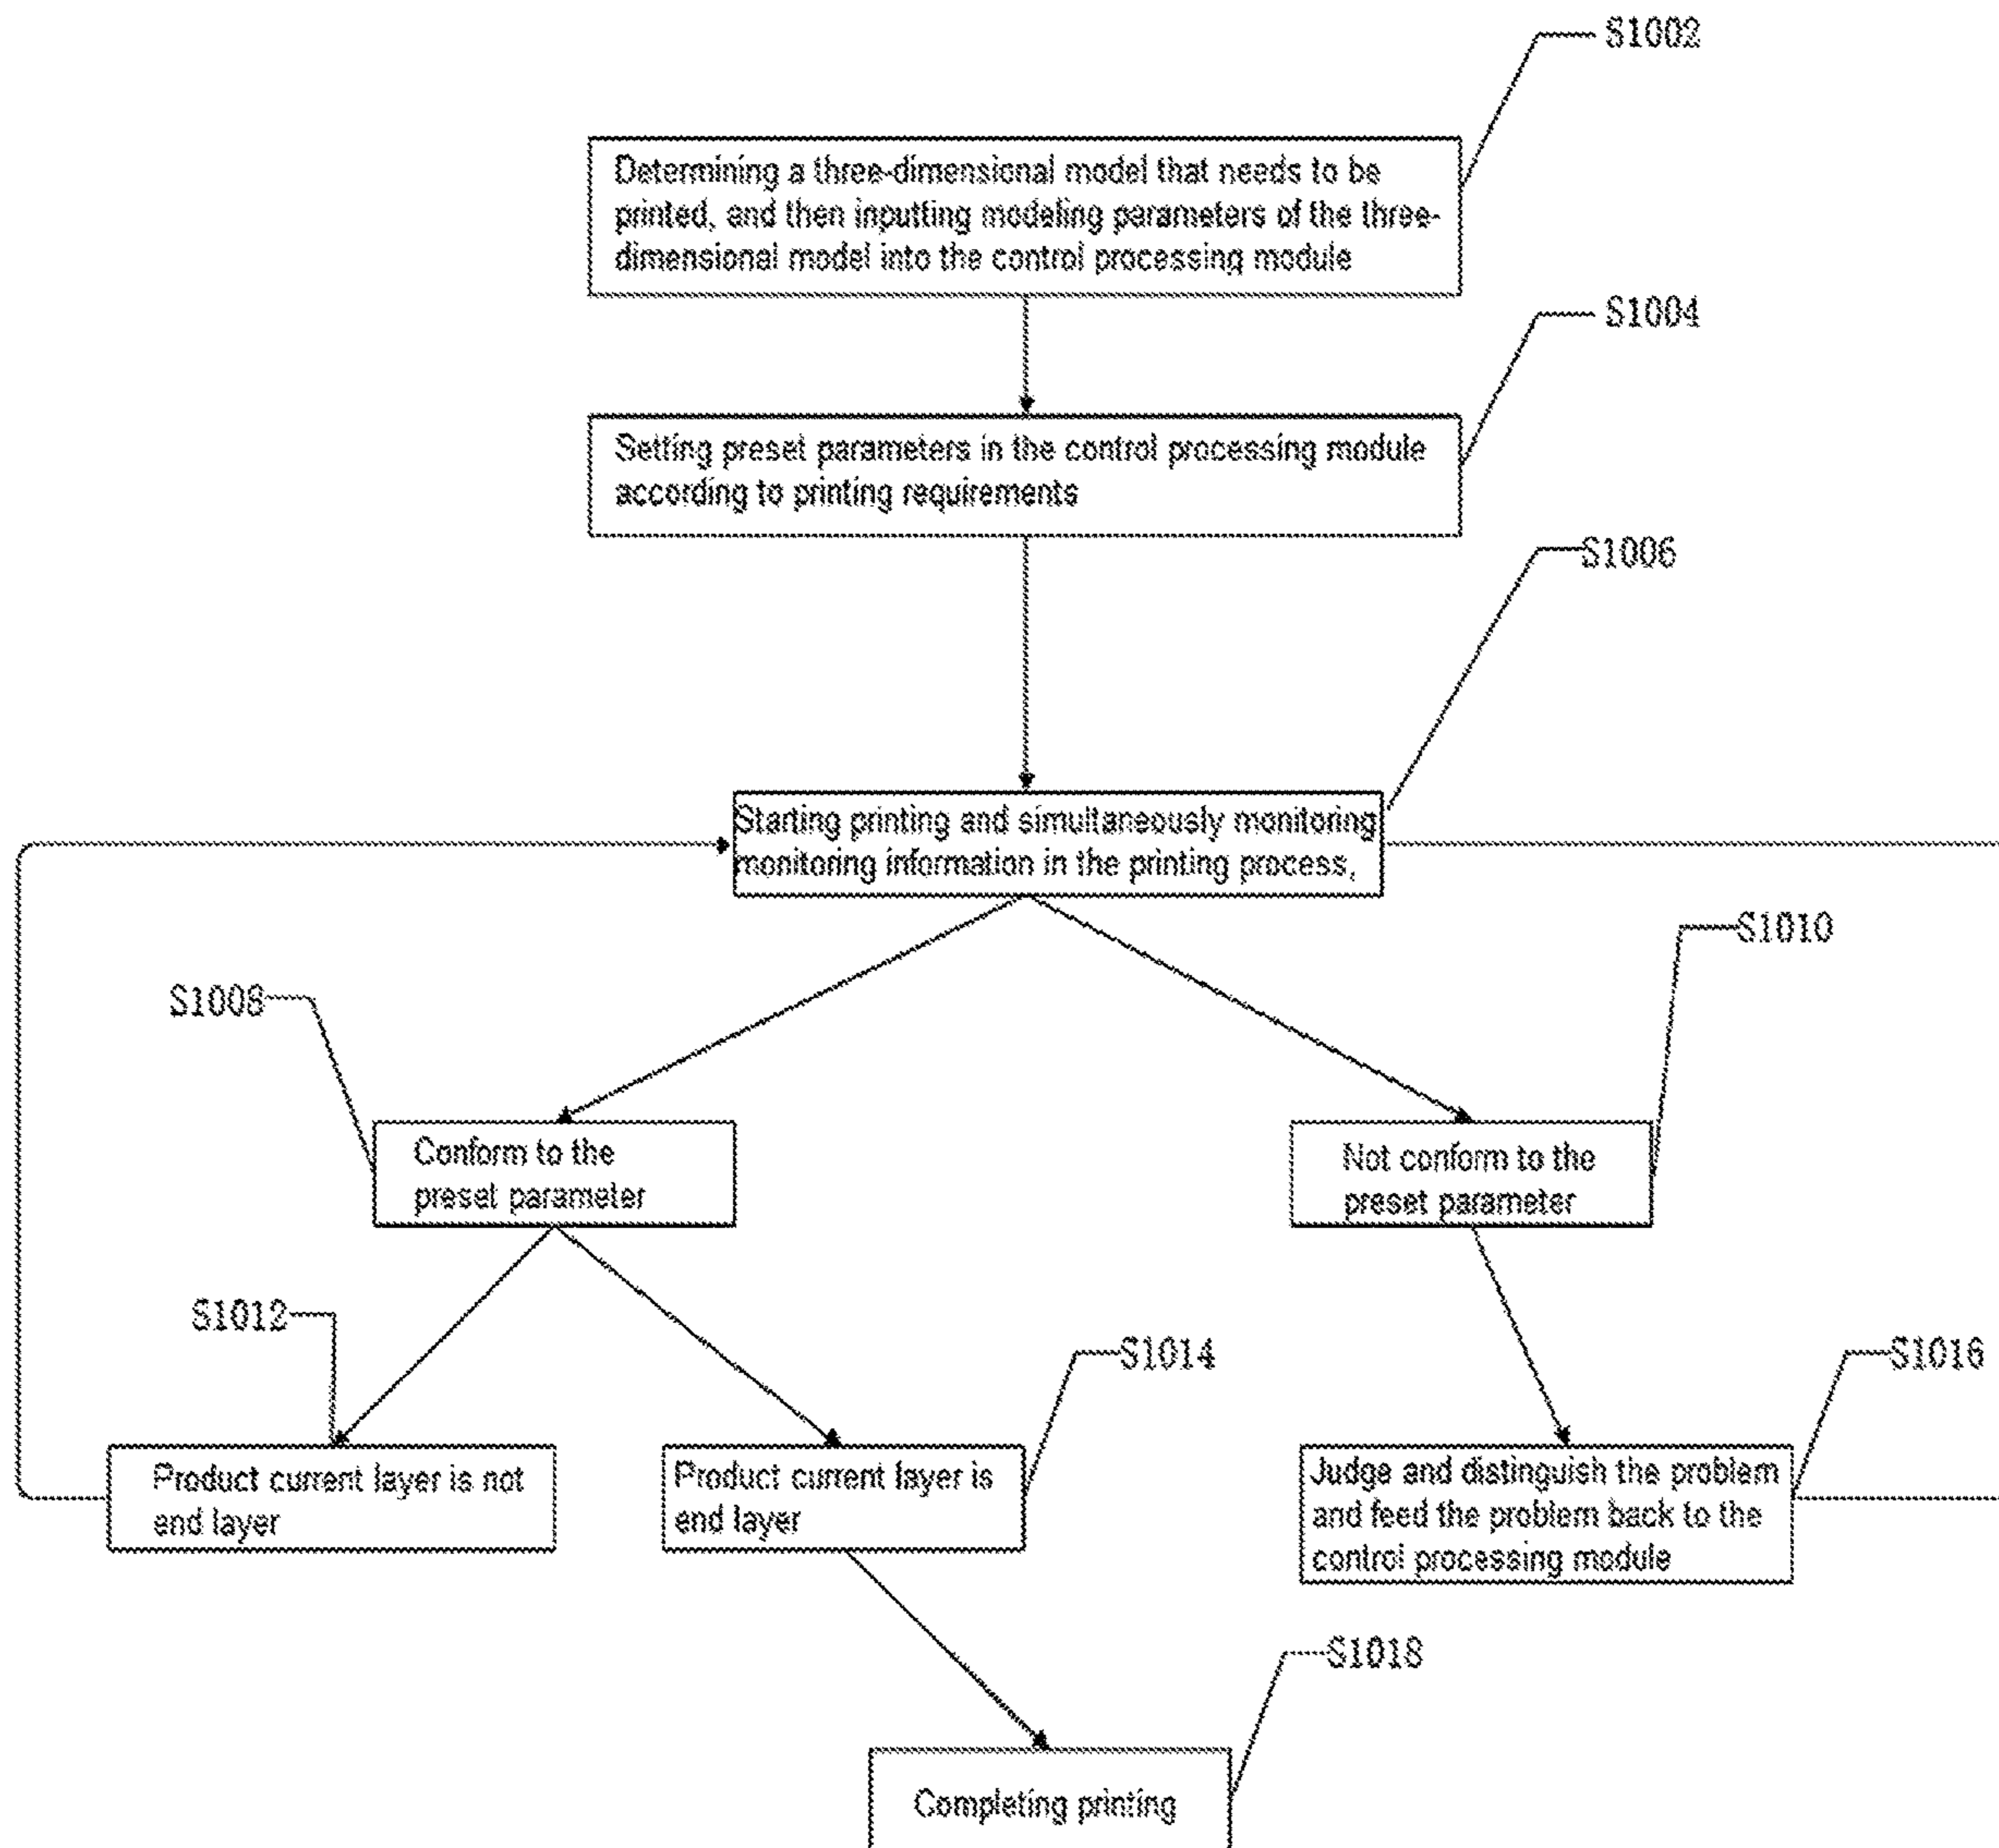 S1002
Determining a three-dimensional model that needs to be
printed, and then inputting modeling parameters of the three-
dimensional model into the control processing module
S1004
Setting preset parameters in the control processing module
according to printing requirements
S1006
Starting printing and simultaneously monitoring
monitoring information in the printing process,
S1010
S1008
Conform to the
preset parameter
Not conform to the
preset parameter
S1012
S1014
S1016
Product current layer is not
end layer
Product current layer is
end layer
Judge and distinguish the problem
and feed the problem back to the
control processing module
S1018
Completing printing